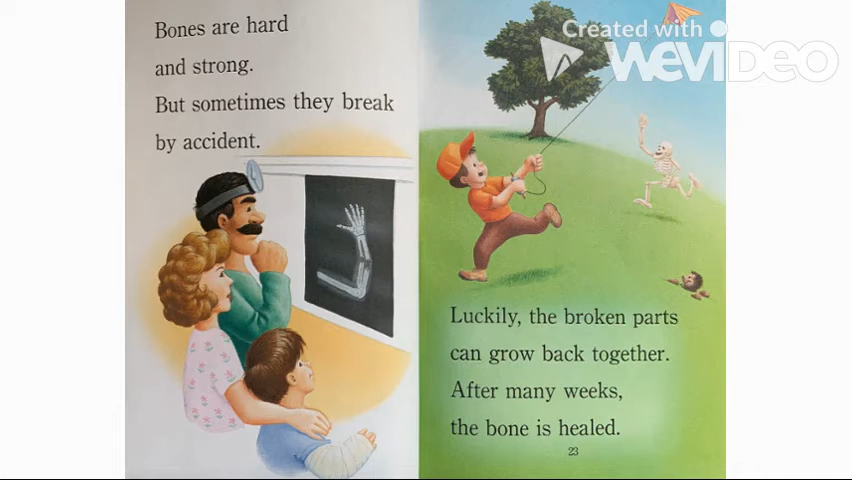 Bones are hard
and strong.
But sometimes they break
by accident.
Created with
WEVIDEO
Luckily, the broken parts
can grow back together.
After many weeks,
the bone is healed.
23